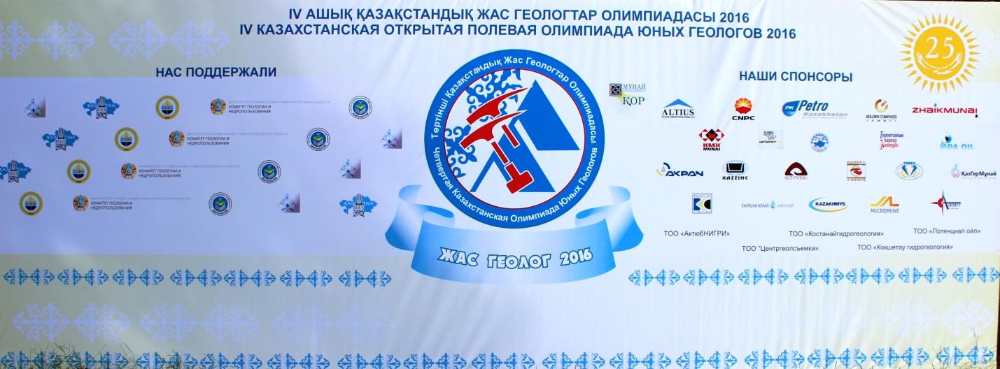 IV АШЫҚ ҚАЗАҚСТАНДЫҚ ЖАС ГЕОЛОГТАР ОЛИМПИАДАСЫ 2016
IV КАЗАХСТАНСКАЯ ОТКРЫТАЯ ПОЛЕВАЯ ОЛИМПИАДА ЮНЫХ ГЕОЛОГОВ 2016
25
НАС ПОДДЕРЖАЛИ
КОМИТЕТ ГЕОЛОГИИ И
НЕДРОПОЛЬЗОВАНИЯ
КОМИТЕТ ГЕОЛОГИИ И
НЕДРОПОЛЬЗОВАНИЯ
КОМИТЕТ ГЕОЛОГИИ И
НЕДРОПОЛЬЗОВАНИЯ
КОМИТЕТ ГЕОЛОГИИ И
НЕДРОПОЛЬЗОВАНИЯ
Төртінші Қазақстандық Жас Геологтар Олимпиадасы
Четвертая Казахстанская Олимпиада Юных Геологов
ЖАС ГЕОЛОГ 2016
НАШИ СПОНСОРЫ
МҰНАЙ
ҚОР
ALTIUS
CNPC
PK Petro
Kazakhstan
GOLDEN COMPASS
JAMBYL
ZHAIKMUNAI
КМК
MUNAI
ADA OIL
AKPAN
KAZZINC
ALTYNTAU
ТОПАЗ
ҚазГерМұнай
ТАРБАҒАТАЙ МҰНАЙ
KAZAKHMYS
MICROMINE
ТОО «АктюбНИГРИ»
ТОО «Костанайгидрогеология»
ТОО «Потенциал ойл»
ТОО "Центргеолсъемка»
ТОО «Кокшетау гидрогеология»